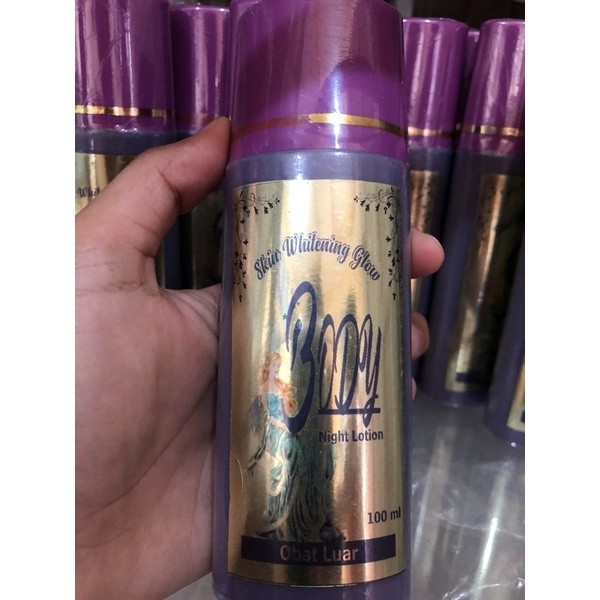 Skin Whitening Glow
Body
Night Lotion
100 ml
Obat Luar